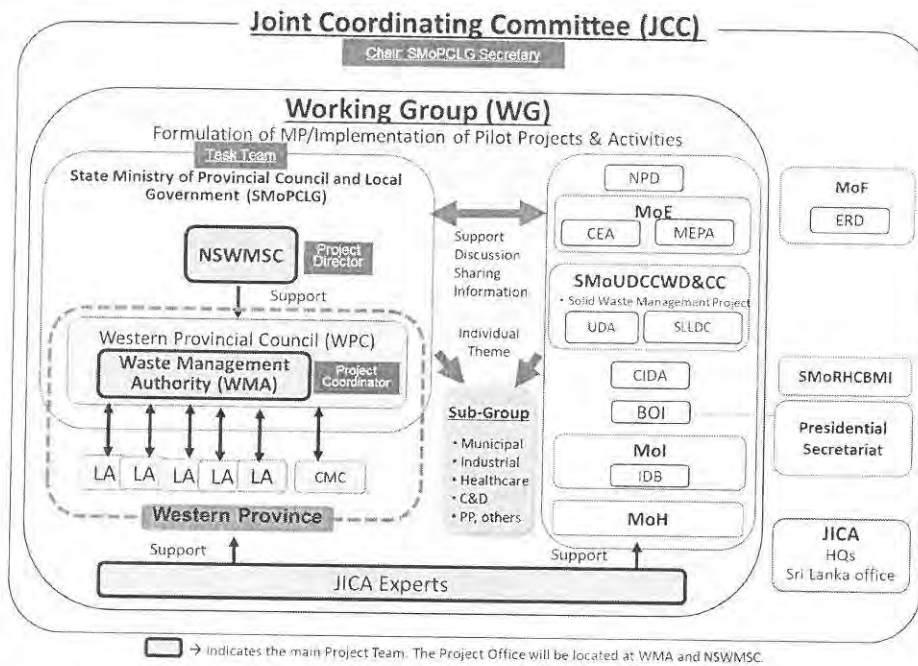 Joint Coordinating Committee (JCC)
Chair: SMoPCLG Secretary
Working Group (WG)
Formulation of MP/Implementation of Pilot Projects & Activities
Task Team
State Ministry of Provincial Council and Local
Government (SMoPCLG)
NSWMSC
Project
Director
Support
Western Provincial Council (WPC)
Waste Management
Authority (WMA)
Project
Coordinator
LA LA LA LA LA CMC
Western Province
Support
Discussion
Sharing
Information
Individual
Theme
Sub-Group
• Municipal
• Industrial
• Healthcare
• C&D
• PP, others
NPD
MoE
CEA MEPA
SMoUDCCWD&CC
• Solid Waste Management Project
UDA SLLDC
CIDA
BOI
MoI
IDB
MoH
MoF
ERD
SMoRHCBMI
Presidential
Secretariat
JICA
HQs
Sri Lanka office
Support
Support
JICA Experts
→ Indicates the main Project Team. The Project Office will be located at WMA and NSWMSC.